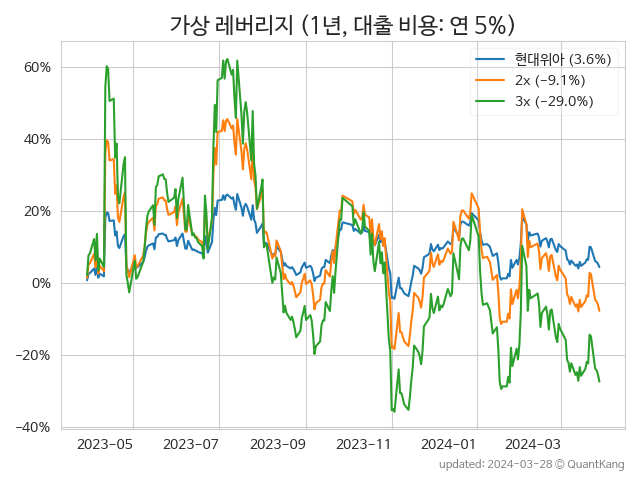 가상 레버리지 (1년, 대출 비용: 연 5%)
현대위아 (3.6%)
2x (−9.1%)
3x (−29.0%)
60%
40%
20%
0%
−20%
−40%
2023-05 2023-07 2023-09 2023-11 2024-01 2024-03
updated: 2024-03-28 © QuantKang